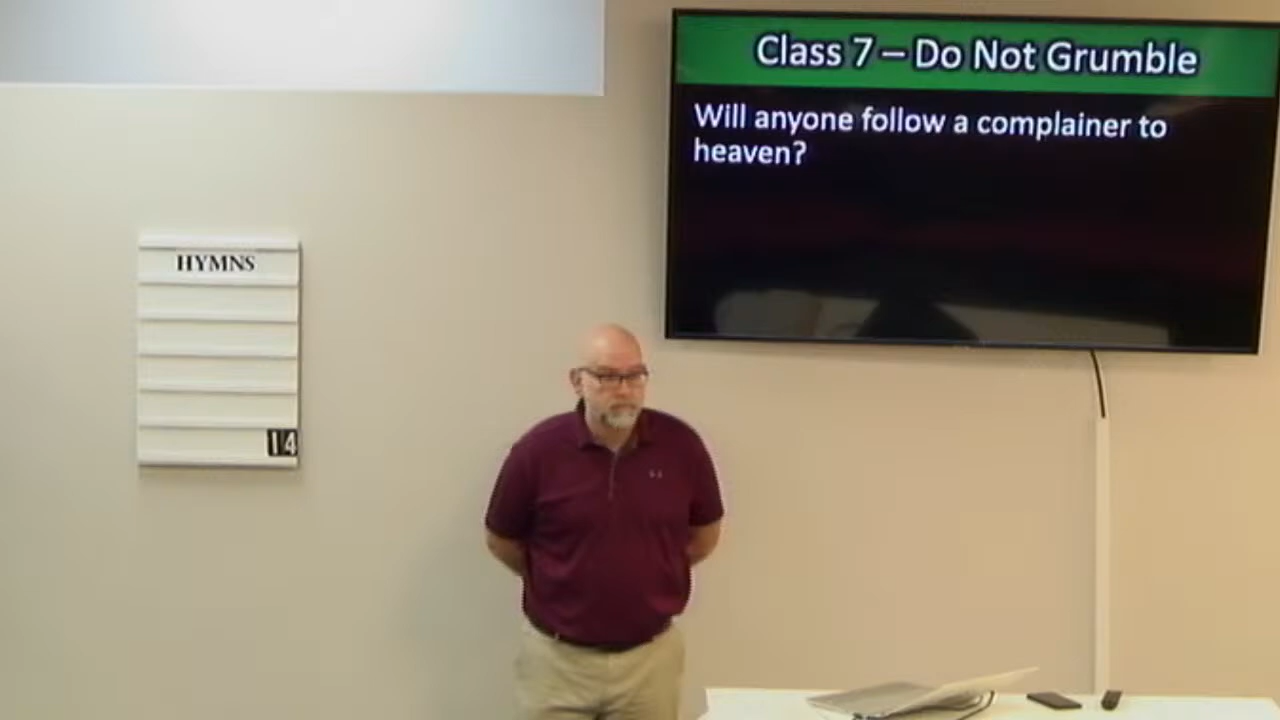 Class 7 – Do Not Grumble
Will anyone follow a complainer to
heaven?
HYMNS
14